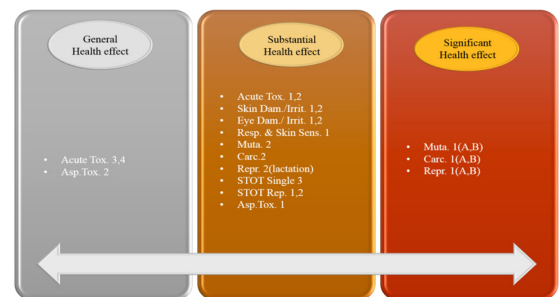 General
Health effect
• Acute Tox. 3,4
• Asp.Tox. 2
Substantial
Health effect
• Acute Tox. 1,2
• Skin Dam./Irrit. 1,2
• Eye Dam./ Irrit. 1,2
• Resp. & Skin Sens. 1
• Muta. 2
• Carc.2
• Repr. 2(lactation)
• STOT Single 3
• STOT Rep. 1,2
• Asp.Tox. 1
Significant
Health effect
• Muta. 1(A,B)
• Carc. 1(A,B)
• Repr. 1(A,B)